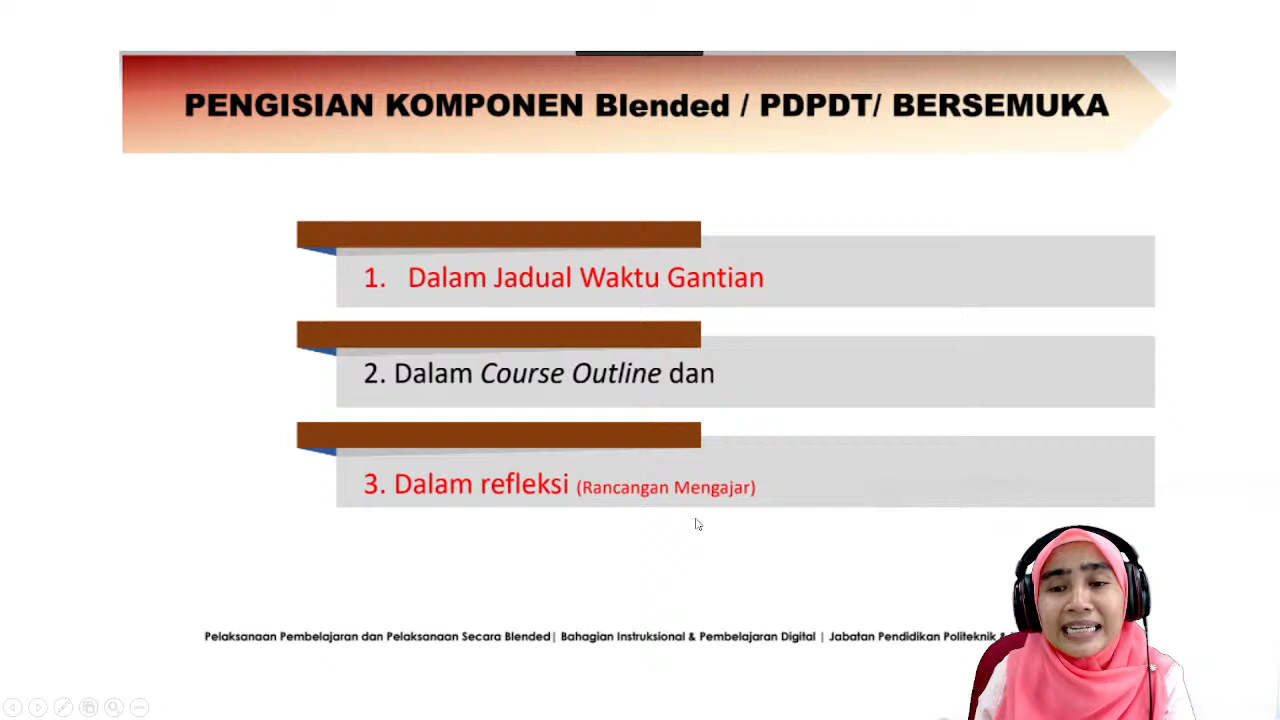 PENGISIAN KOMPONEN Blended / PDPDT/ BERSEMUKA
1. Dalam Jadual Waktu Gantian
2. Dalam Course Outline dan
3. Dalam refleksi (Rancangan Mengajar)
Pelaksanaan Pembelajaran dan Pelaksanaan Secara Blended| Bahagian Instruksional & Pembelajaran Digital | Jabatan Pendidikan Politeknik &